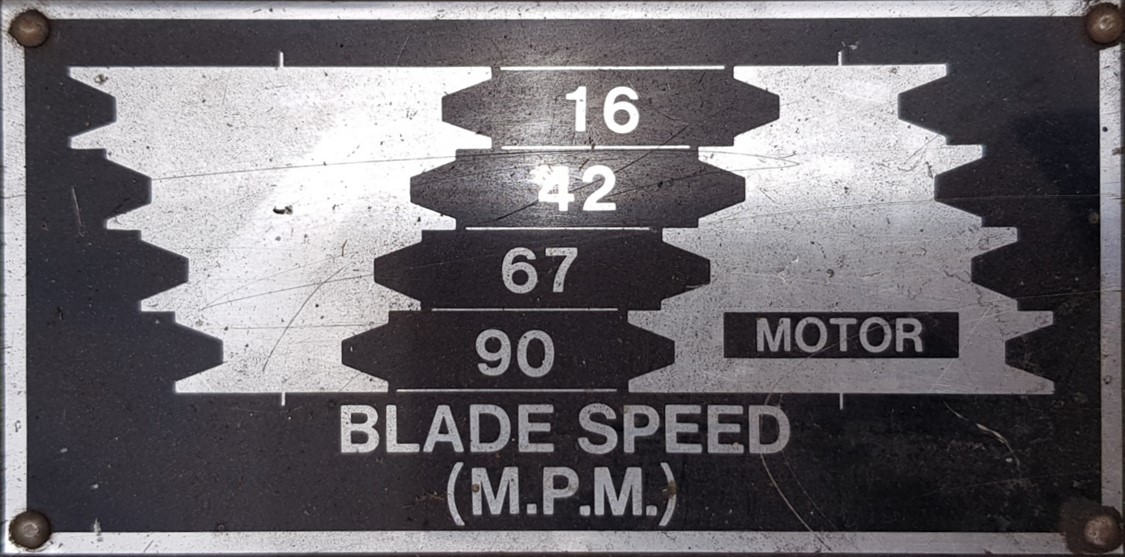 16
42
67
90
MOTOR
BLADE SPEED
(M.P.M.)